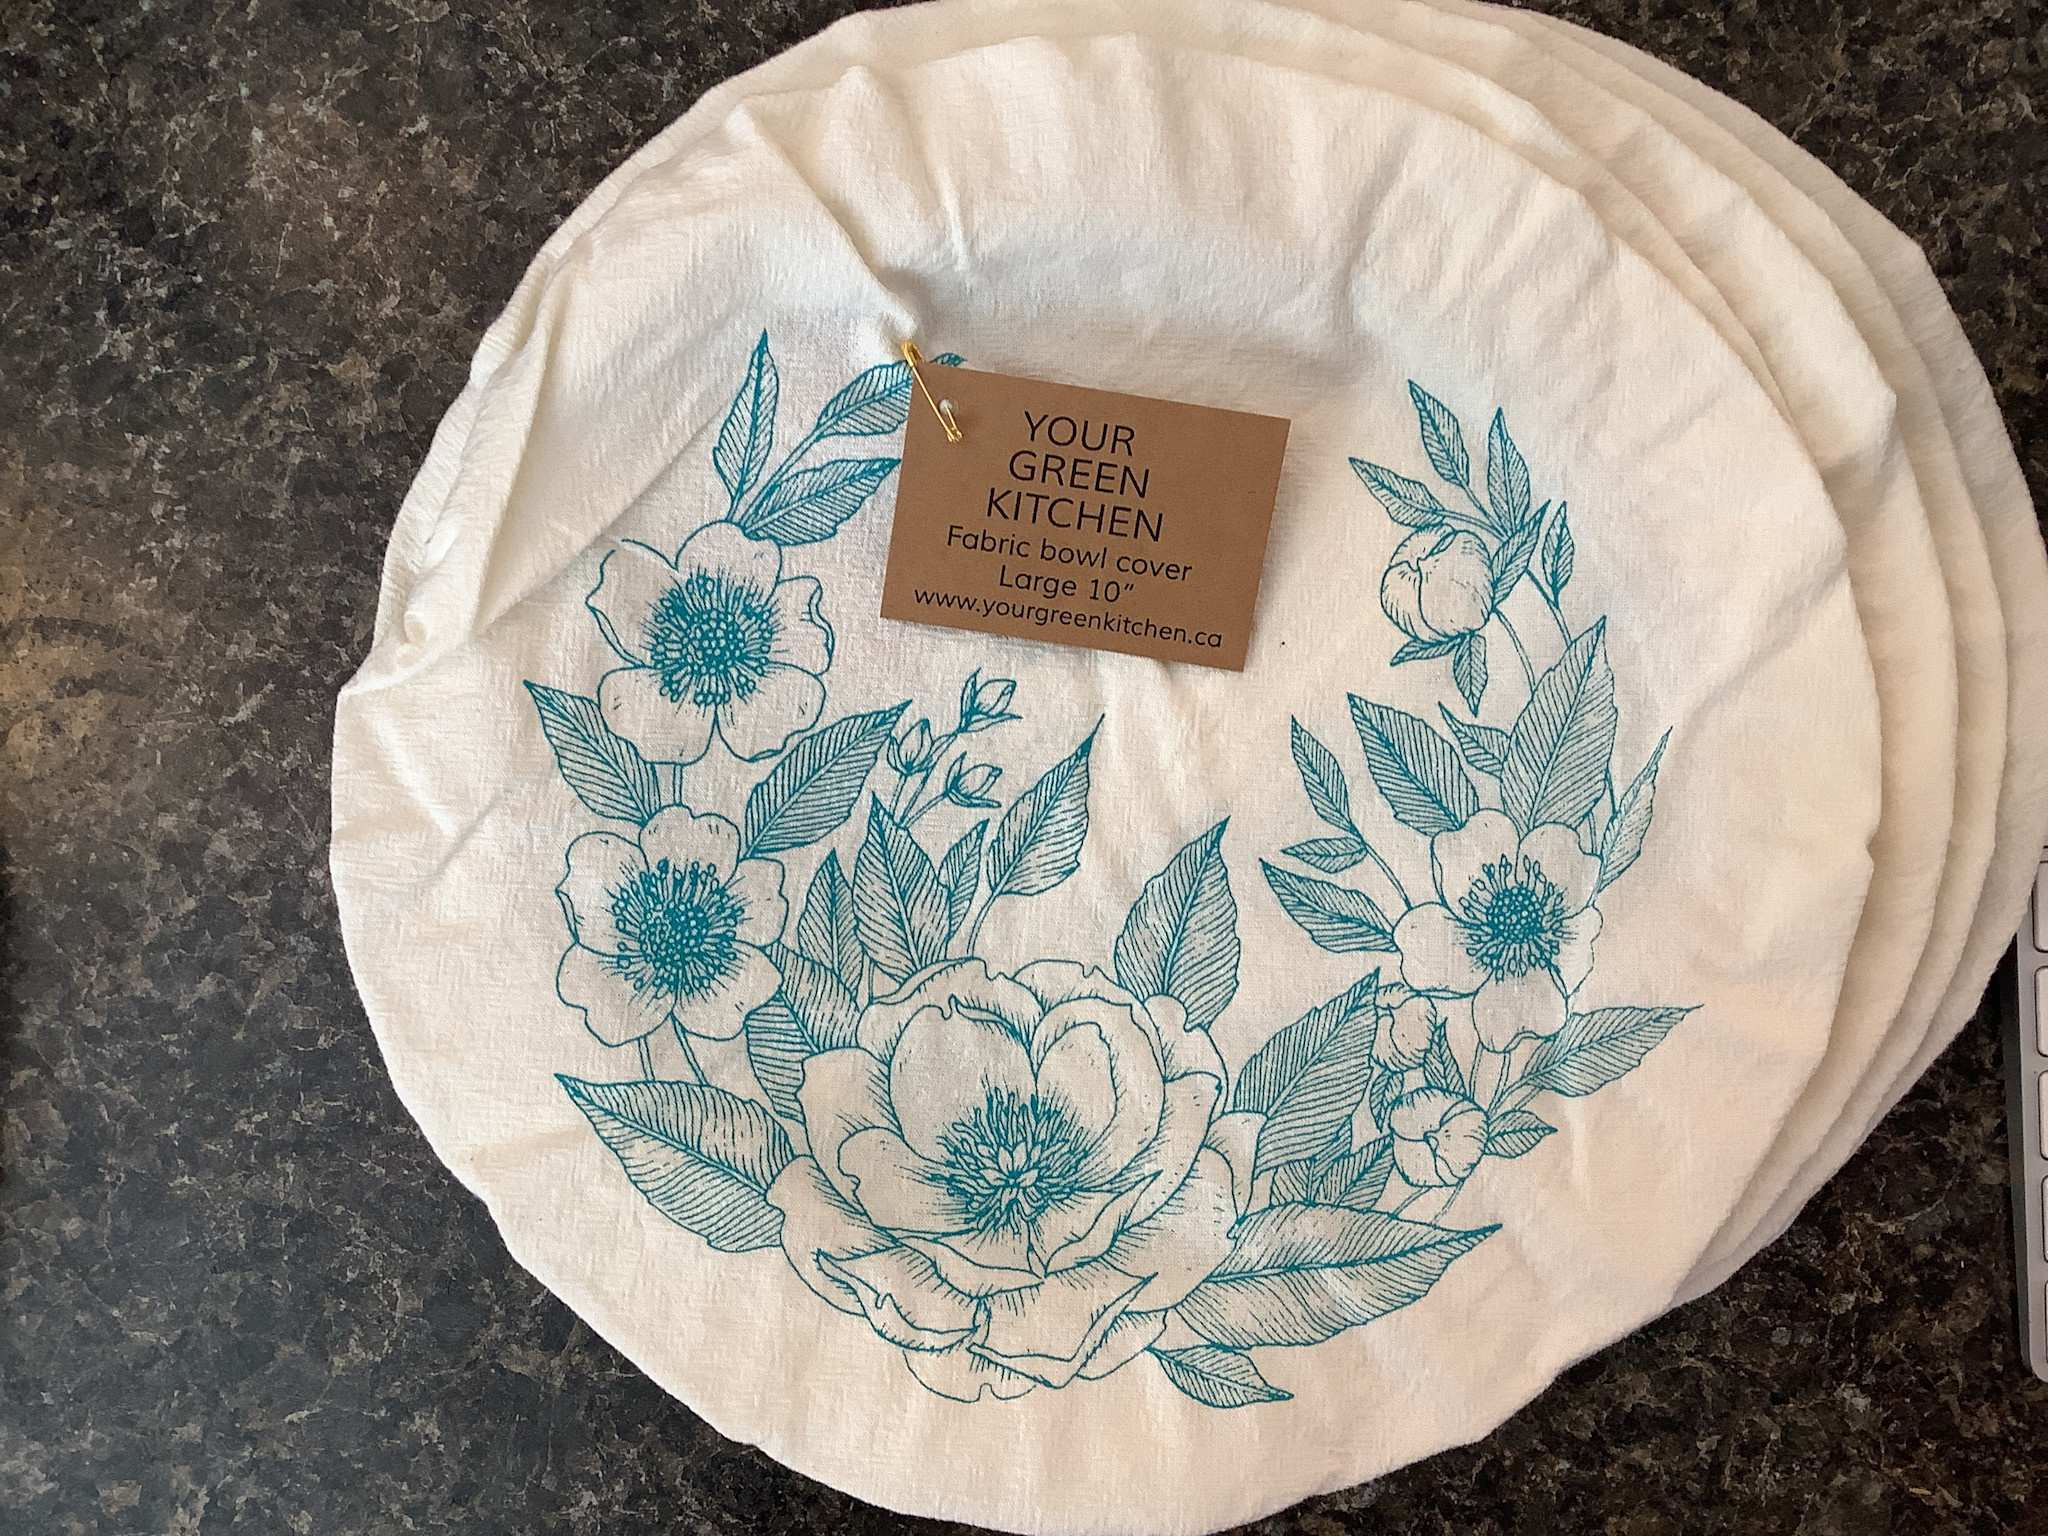 YOUR
GREEN
KITCHEN
Fabric bowl cover
Large 10”
www.yourgreenkitchen.ca